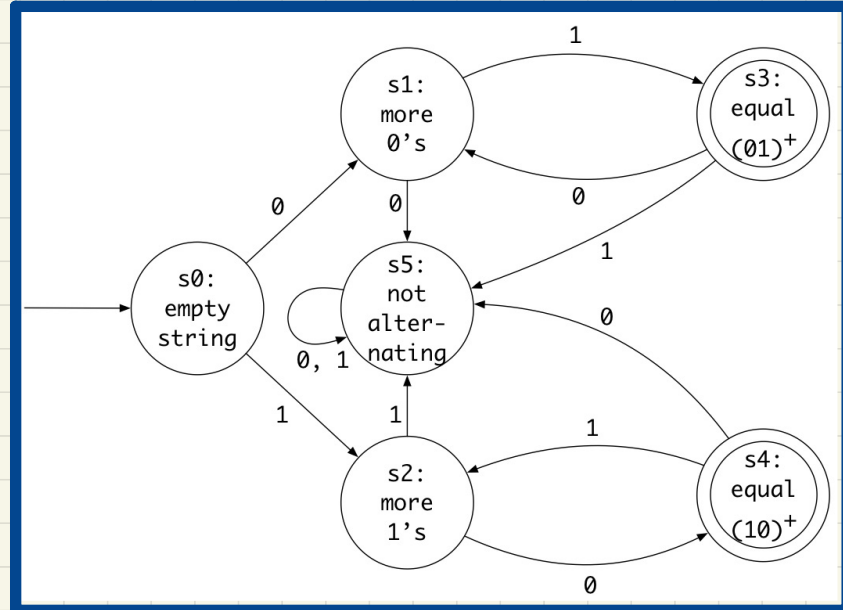 1
s1:
more
0's
s3:
equal
(01)+
0
0
0
1
s0:
empty
string
s5:
not
alter-
nating
0, 1
0
1
1
1
s2:
more
1's
s4:
equal
(10)+
0